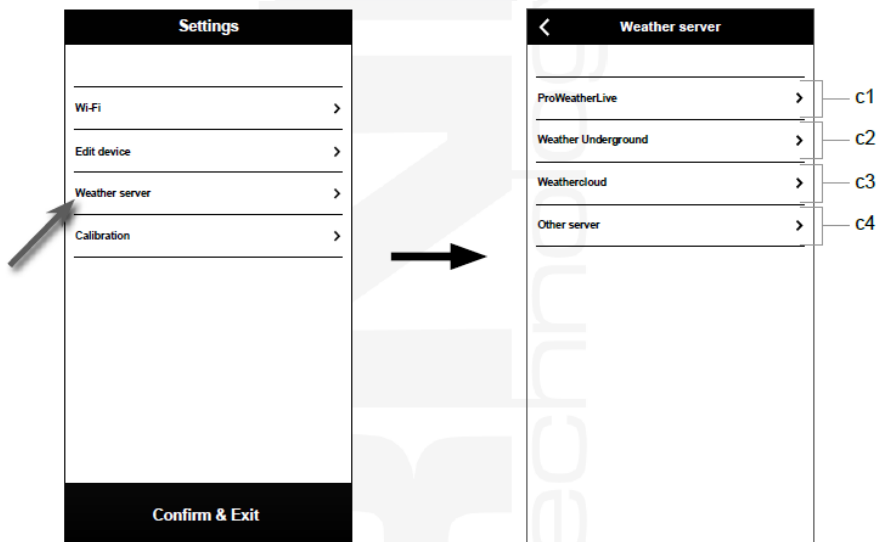 Settings
Wi-Fi
Edit device
Weather server
Calibration
Confirm & Exit
Weather server
ProWeatherLive
c1
Weather Underground
c2
Weathercloud
c3
Other server
c4